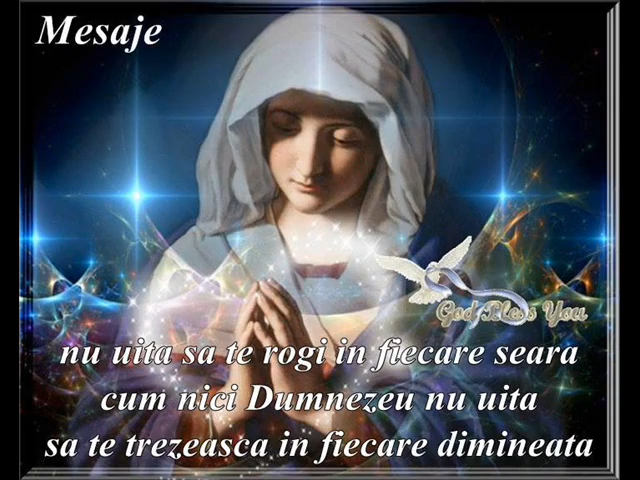 Mesaje
God Bless You
nu uita sa te rogi in fiecare seara
cum nici Dumnezeu nu uita
sa te trezeasca in fiecare dimineata